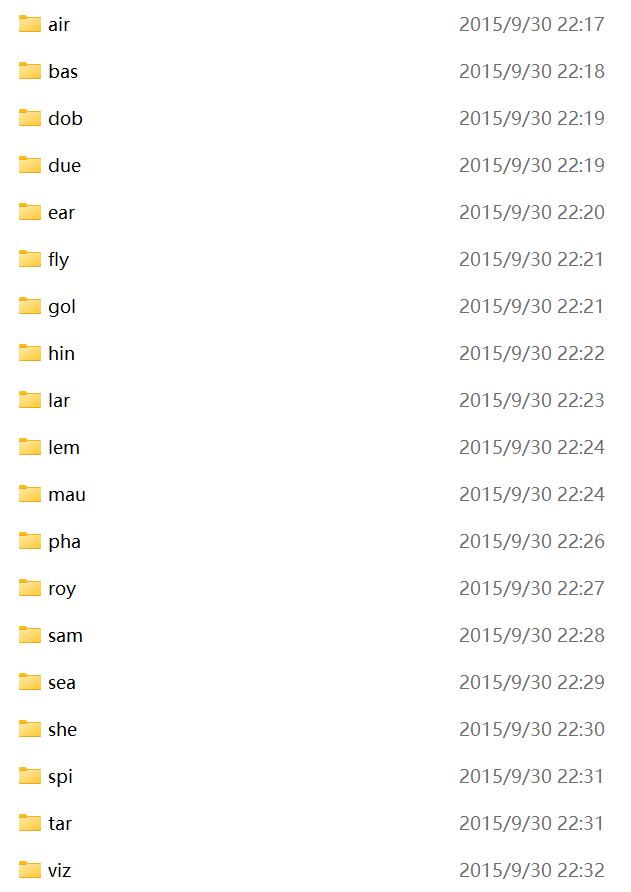 air 2015/9/30 22:17
bas 2015/9/30 22:18
dob 2015/9/30 22:19
due 2015/9/30 22:19
ear 2015/9/30 22:20
fly 2015/9/30 22:21
gol 2015/9/30 22:21
hin 2015/9/30 22:22
lar 2015/9/30 22:23
lem 2015/9/30 22:24
mau 2015/9/30 22:24
pha 2015/9/30 22:26
roy 2015/9/30 22:27
sam 2015/9/30 22:28
sea 2015/9/30 22:29
she 2015/9/30 22:30
spi 2015/9/30 22:31
tar 2015/9/30 22:31
viz 2015/9/30 22:32